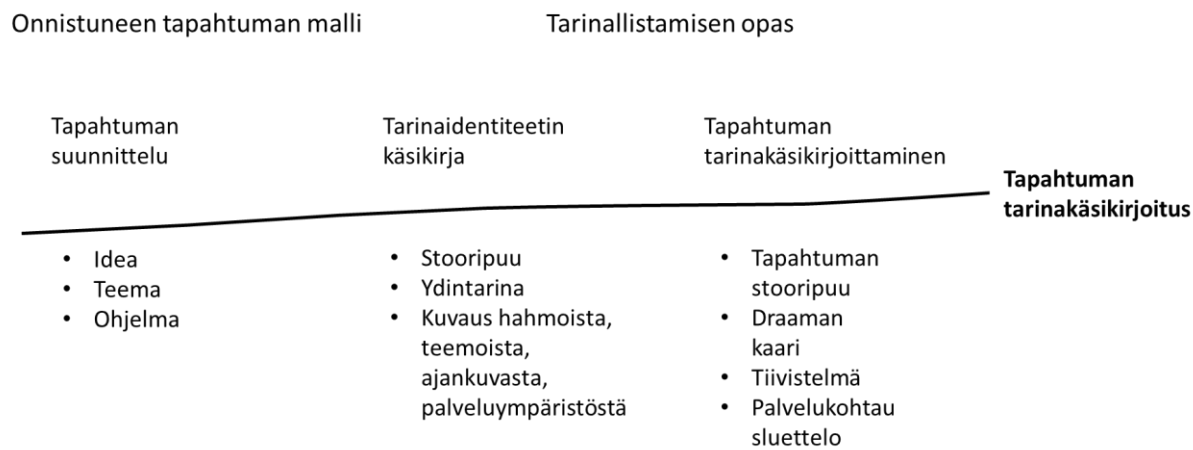 Onnistuneen tapahtuman malli
Tarinallistamisen opas
Tapahtuman
suunnittelu
Tarinaidentiteetin
käsikirja
Tapahtuman
tarinakäsikirjoittaminen
Tapahtuman
tarinakäsikirjoitus
• Idea
• Teema
• Ohjelma
• Stooripuu
• Ydintarina
• Kuvaus hahmoista,
teemoista,
ajankuvasta,
palveluympäristöstä
• Tapahtuman
stooripuu
• Draaman
kaari
• Tiivistelmä
• Palvelukohtau
sluettelo